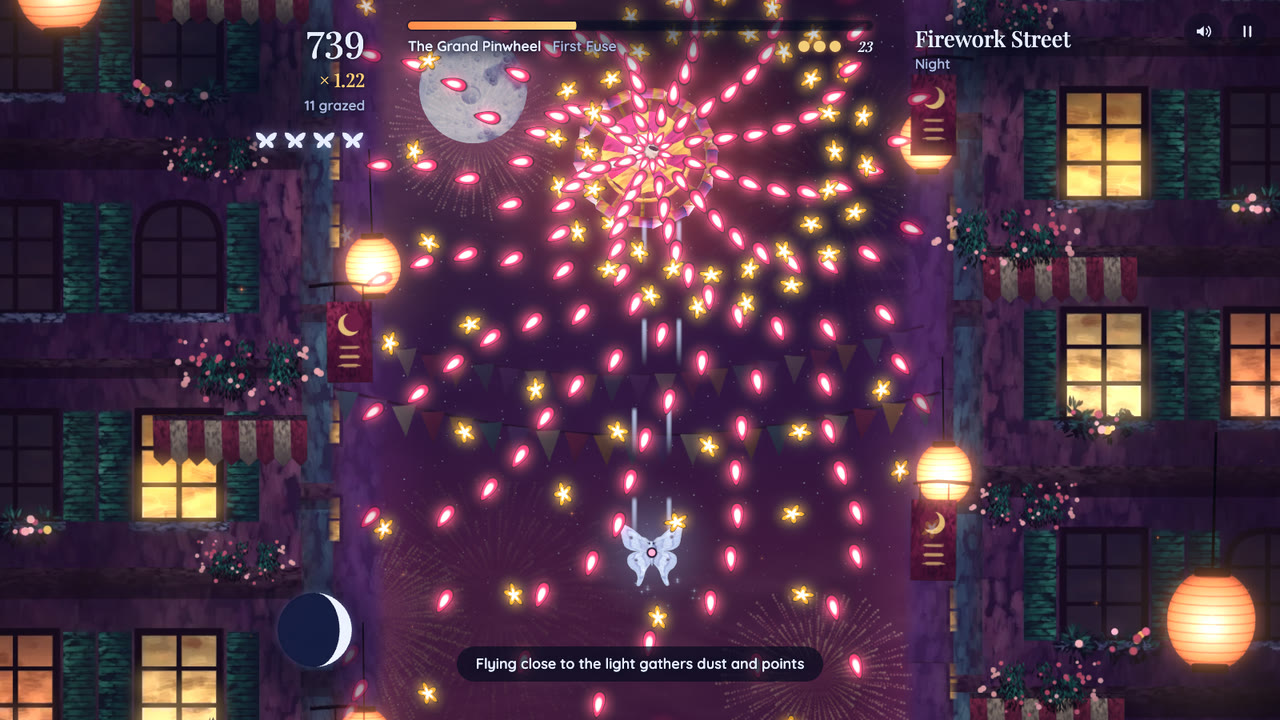 739
× 1.22
11 grazed
The Grand Pinwheel First Fuse
23
Firework Street
Night
Flying close to the light gathers dust and points